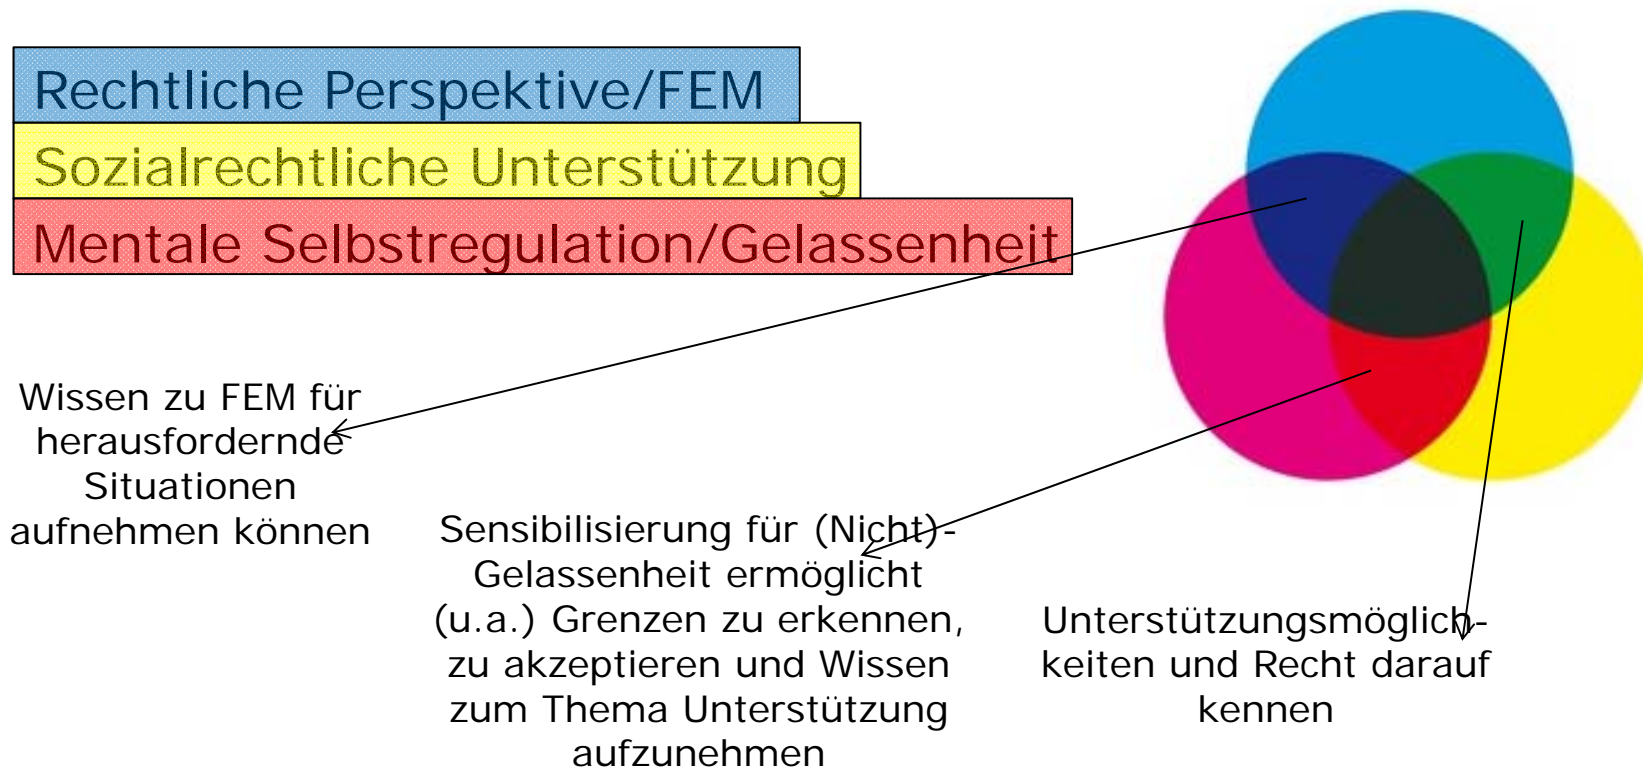 Rechtliche Perspektive/FEM
Sozialrechtliche Unterstützung
Mentale Selbstregulation/Gelassenheit
Wissen zu FEM für
herausfordernde
Situationen
aufnehmen können
Sensibilisierung für (Nicht)-
Gelassenheit ermöglicht
(u.a.) Grenzen zu erkennen,
zu akzeptieren und Wissen
zum Thema Unterstützung
aufzunehmen
Unterstützungsmöglich-
keiten und Recht darauf
kennen